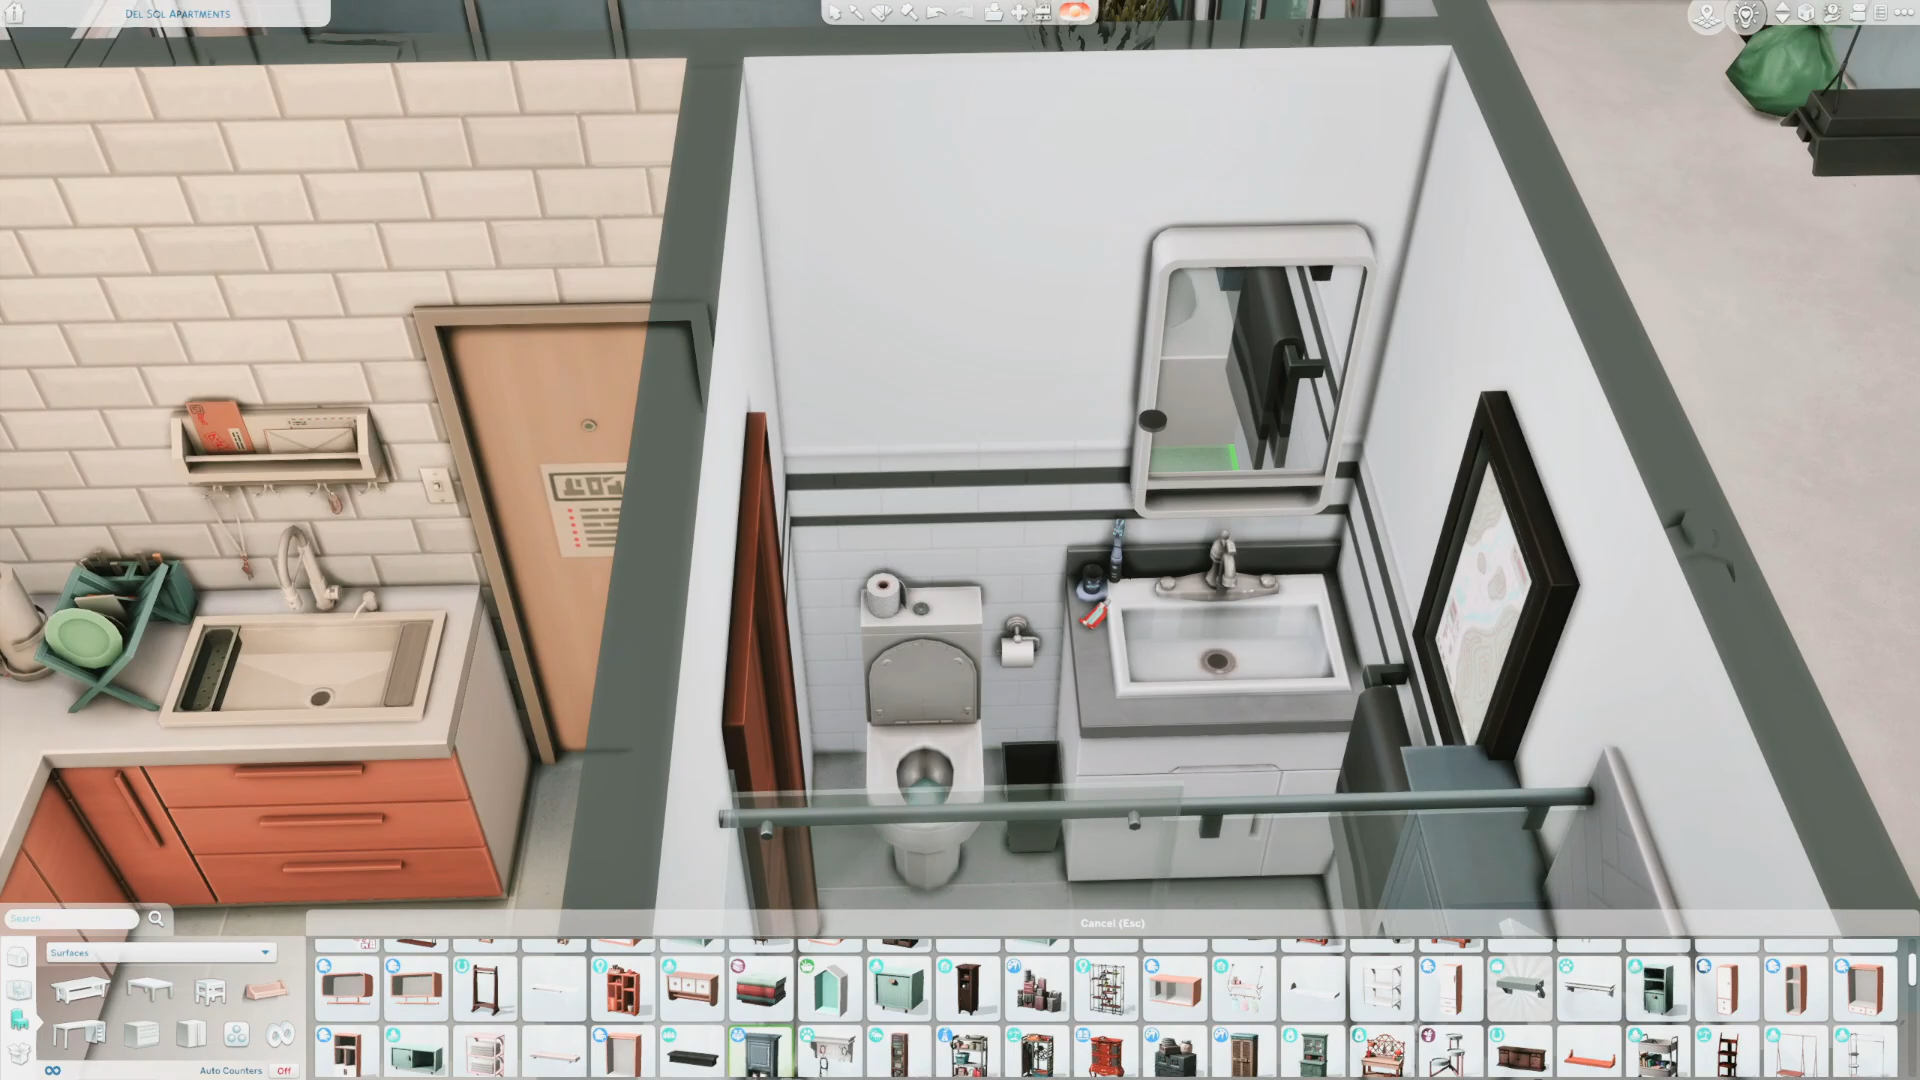 Del Sol Apartments
Search
Cancel (Esc)
Surfaces
Auto Counters
Off